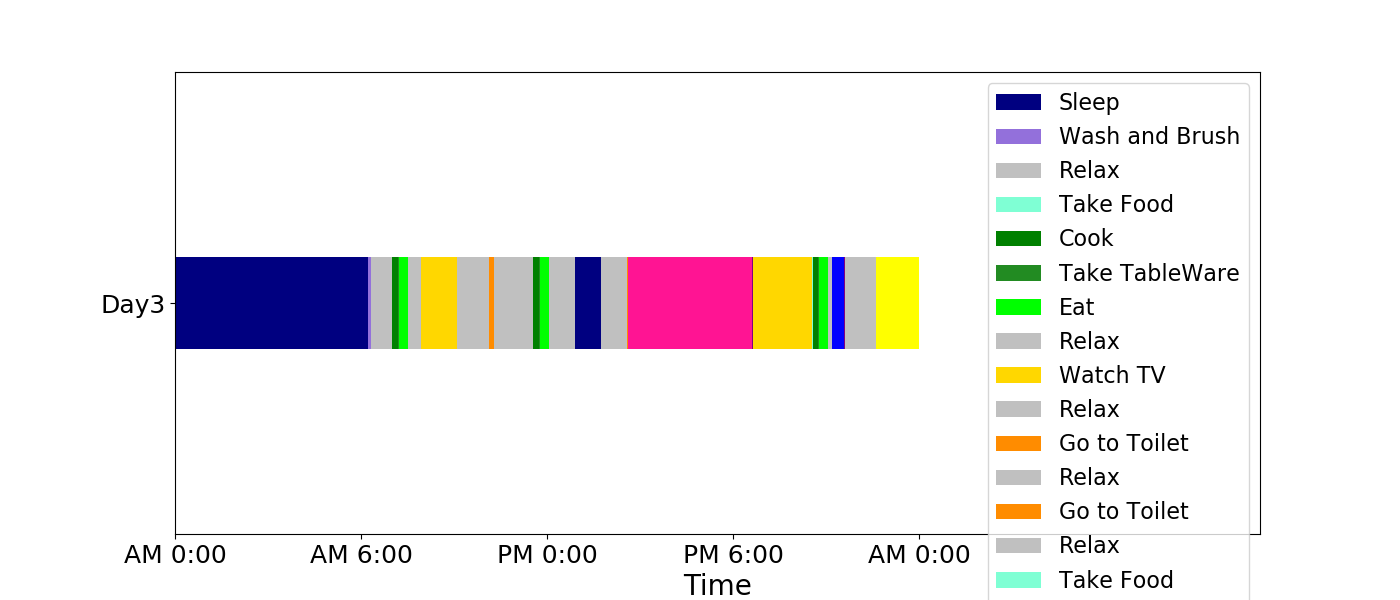 Sleep
Wash and Brush
Relax
Take Food
Cook
Take TableWare
Eat
Relax
Watch TV
Relax
Go to Toilet
Relax
Go to Toilet
Relax
Take Food
Day3
AM 0:00 AM 6:00 PM 0:00 PM 6:00 AM 0:00
Time